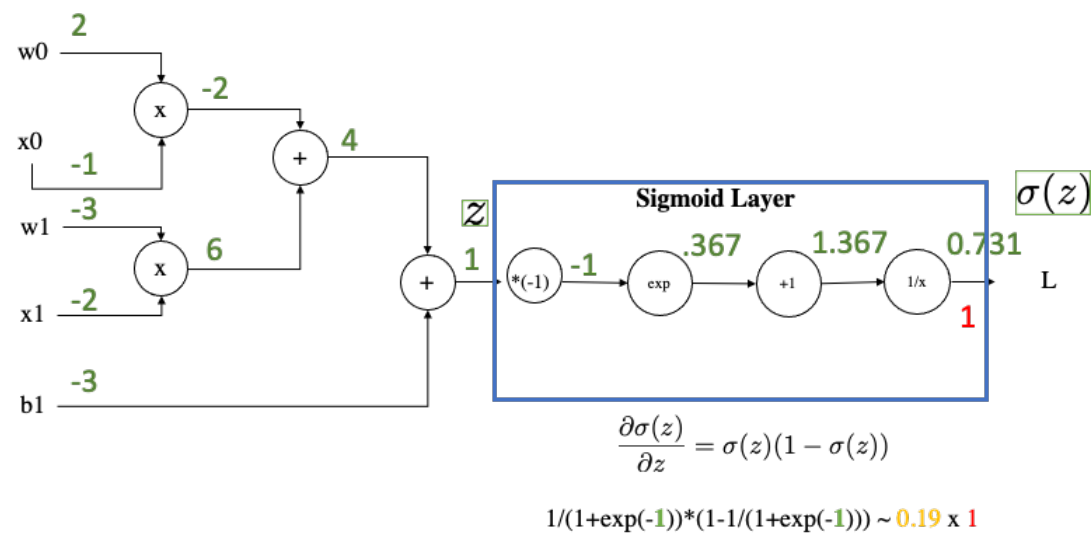 2
w0
x
-2
x0
-1
+
4
w1
-3
x
6
x1
-2
b1
-3
+
z
1
Sigmoid Layer
*(-1)
-1
exp
.367
+1
1.367
1/x
0.731
1
σ(z)
L
∂σ(z)/∂z = σ(z)(1 − σ(z))
1/(1+exp(-1))*(1-1/(1+exp(-1))) ~ 0.19 x 1